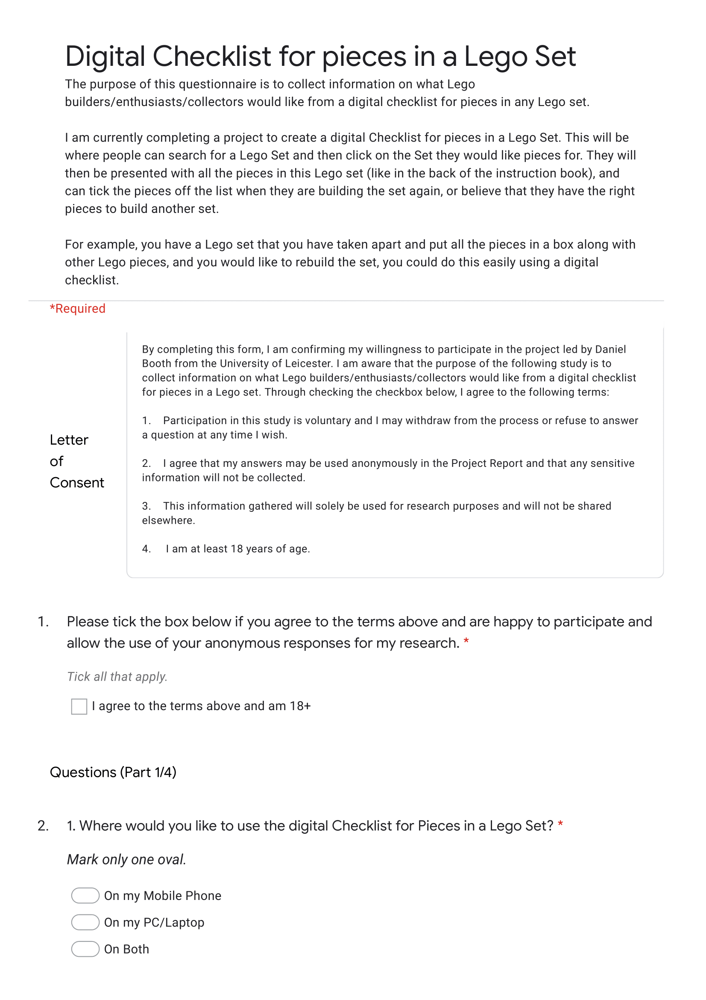 Digital Checklist for pieces in a Lego Set
The purpose of this questionnaire is to collect information on what Lego
builders/enthusiasts/collectors would like from a digital checklist for pieces in any Lego set.
I am currently completing a project to create a digital Checklist for pieces in a Lego Set. This will be
where people can search for a Lego Set and then click on the Set they would like pieces for. They will
then be presented with all the pieces in this Lego set (like in the back of the instruction book), and
can tick the pieces off the list when they are building the set again, or believe that they have the right
pieces to build another set.
For example, you have a Lego set that you have taken apart and put all the pieces in a box along with
other Lego pieces, and you would like to rebuild the set, you could do this easily using a digital
checklist.
*Required
Letter
of
Consent
By completing this form, I am confirming my willingness to participate in the project led by Daniel
Booth from the University of Leicester. I am aware that the purpose of the following study is to
collect information on what Lego builders/enthusiasts/collectors would like from a digital checklist
for pieces in a Lego set. Through checking the checkbox below, I agree to the following terms:
1. Participation in this study is voluntary and I may withdraw from the process or refuse to answer
a question at any time I wish.
2. I agree that my answers may be used anonymously in the Project Report and that any sensitive
information will not be collected.
3. This information gathered will solely be used for research purposes and will not be shared
elsewhere.
4. I am at least 18 years of age.
1. Please tick the box below if you agree to the terms above and are happy to participate and
allow the use of your anonymous responses for my research. *
Tick all that apply.
I agree to the terms above and am 18+
Questions (Part 1/4)
2. 1. Where would you like to use the digital Checklist for Pieces in a Lego Set? *
Mark only one oval.
On my Mobile Phone
On my PC/Laptop
On Both